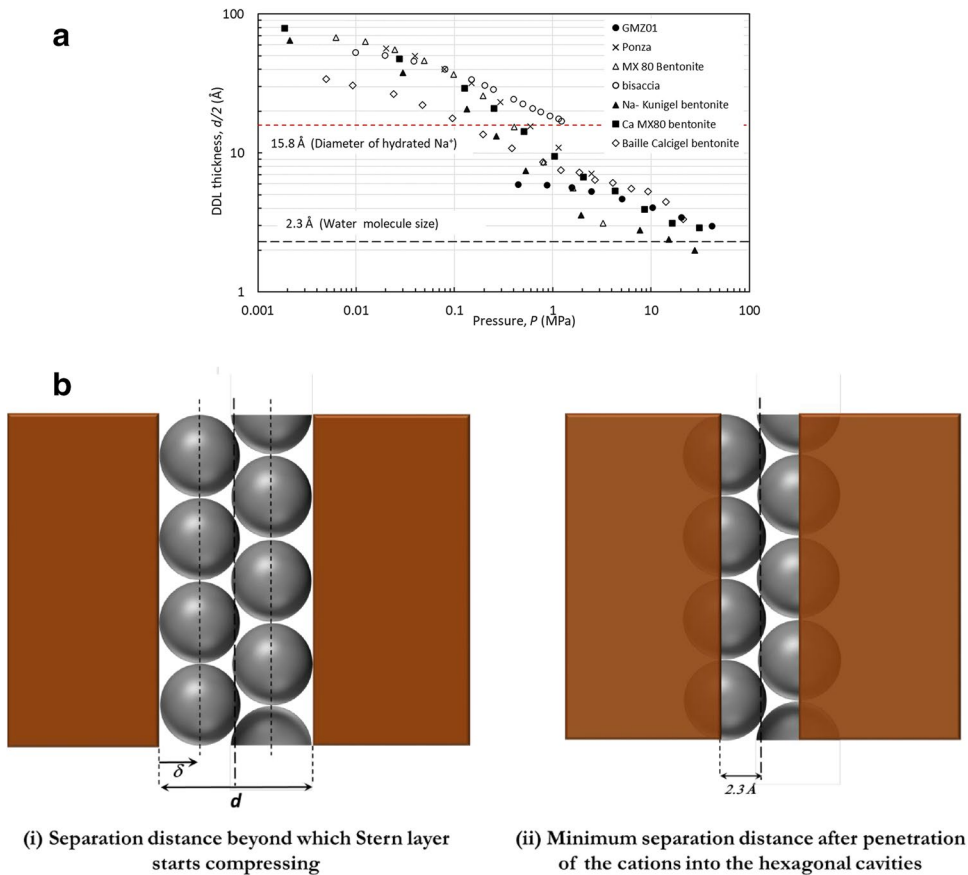 a
100
10
1
DDL thickness, d/2 (Å)
GMZ01
Ponza
MX 80 Bentonite
bisaccia
Na- Kunigel bentonite
Ca MX80 bentonite
Baille Calcigel bentonite
15.8 Å (Diameter of hydrated Na⁺)
2.3 Å (Water molecule size)
0.001
0.01
0.1
1
10
100
Pressure, P (MPa)
b
δ
d
2.3 Å
(i) Separation distance beyond which Stern layer
starts compressing
(ii) Minimum separation distance after penetration
of the cations into the hexagonal cavities